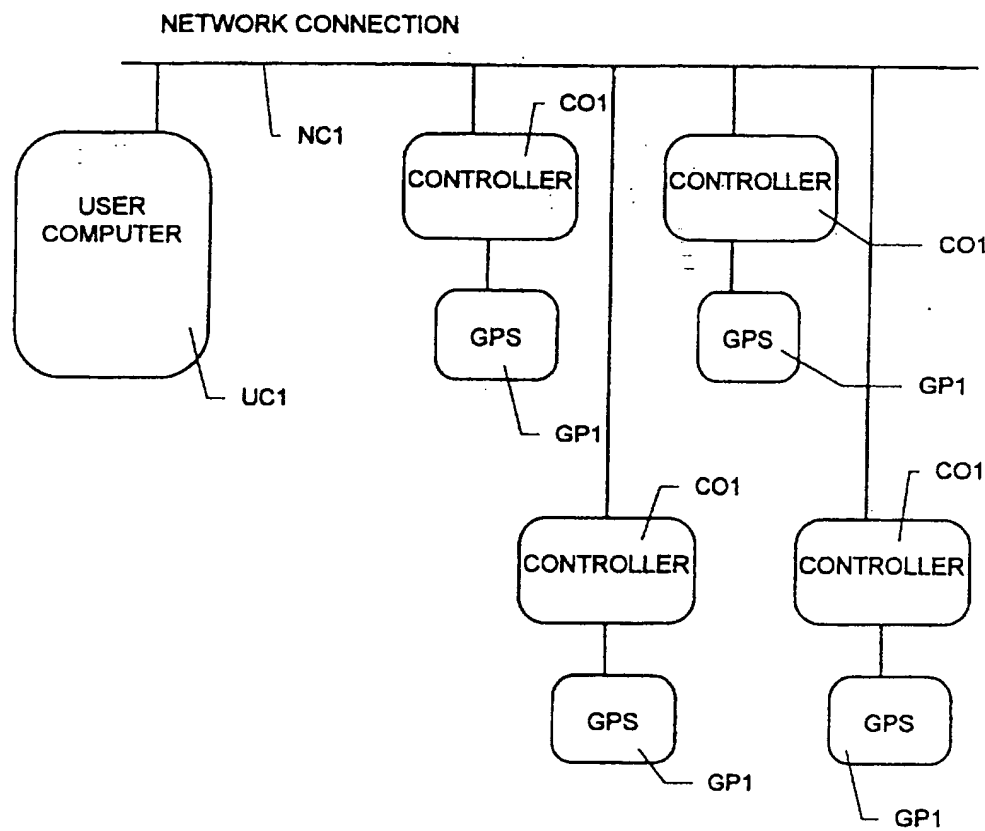 NETWORK CONNECTION
NC1
CO1
USER
COMPUTER
CONTROLLER
CONTROLLER
CO1
GPS
GPS
UC1
GP1
GP1
CO1
CO1
CONTROLLER
CONTROLLER
GPS
GPS
GP1
GP1